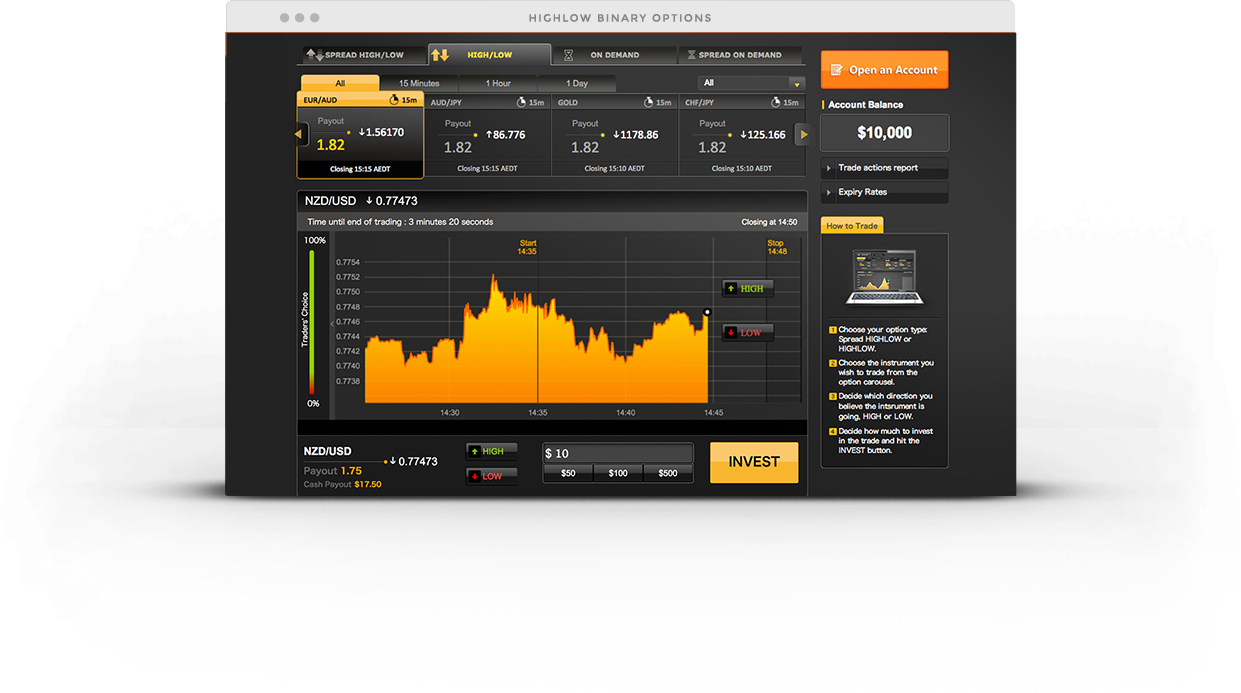 HIGHLOW BINARY OPTIONS
SPREAD HIGH/LOW
HIGH/LOW
ON DEMAND
SPREAD ON DEMAND
All
15 Minutes
1 Hour
1 Day
All
EUR/AUD 15m
Payout
1.82
↓1.56170
Closing 15:15 AEDT
AUD/JPY 15m
Payout
1.82
↑86.776
Closing 15:15 AEDT
GOLD 15m
Payout
1.82
↓1178.86
Closing 15:10 AEDT
CHF/JPY 15m
Payout
1.82
↓125.166
Closing 15:10 AEDT
NZD/USD ↓ 0.77473
Time until end of trading : 3 minutes 20 seconds
Closing at 14:50
100%
Traders' Choice
0%
Start
14:35
Stop
14:48
0.7754
0.7752
0.7750
0.7748
0.7746
0.7744
0.7742
0.7740
0.7738
HIGH
LOW
14:30
14:35
14:40
14:45
NZD/USD
Payout 1.75
Cash Payout $17.50
↓ 0.77473
HIGH
LOW
$ 10
$50
$100
$500
INVEST
Open an Account
Account Balance
$10,000
Trade actions report
Expiry Rates
How to Trade
1 Choose your option type:
Spread HIGHLOW or
HIGHLOW.
2 Choose the instrument you
wish to trade from the
option carousel.
3 Decide which direction you
believe the intsrument is
going, HIGH or LOW.
4 Decide how much to invest
in the trade and hit the
INVEST button.